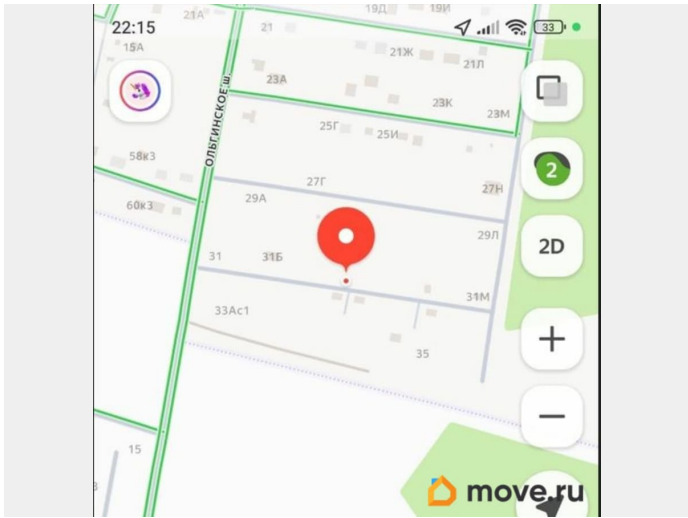 22:15
33
21А
21
19Д
19И
15А
21Ж
21Л
23А
23К
23М
ОЛЬГИНСКОЕ Ш.
25Г
25И
58к3
27Г
27Н
2
60к3
29А
29Л
2D
31
31Б
31М
33Ас1
35
15
move.ru